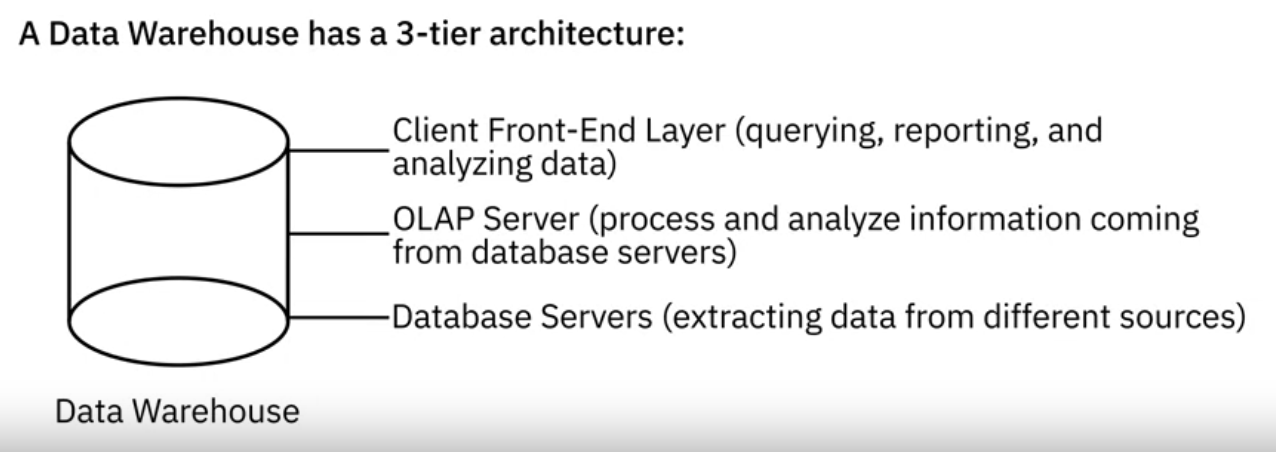 A Data Warehouse has a 3-tier architecture:
Client Front-End Layer (querying, reporting, and
analyzing data)
OLAP Server (process and analyze information coming
from database servers)
Database Servers (extracting data from different sources)
Data Warehouse